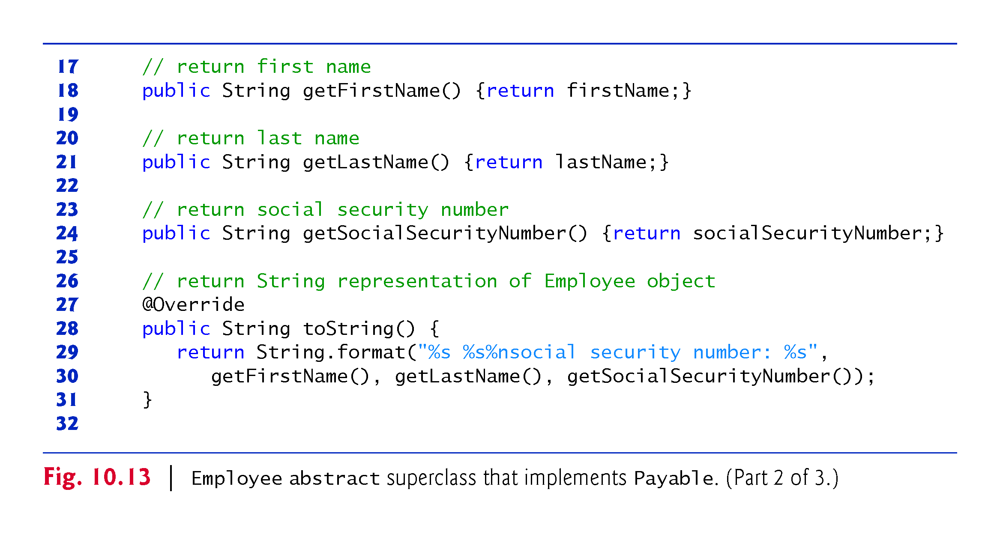 17 // return first name
18 public String getFirstName() {return firstName;}
19
20 // return last name
21 public String getLastName() {return lastName;}
22
23 // return social security number
24 public String getSocialSecurityNumber() {return socialSecurityNumber;}
25
26 // return String representation of Employee object
27 @Override
28 public String toString() {
29 return String.format("%s %s%nsocial security number: %s",
30 getFirstName(), getLastName(), getSocialSecurityNumber());
31 }
32
Fig. 10.13 | Employee abstract superclass that implements Payable. (Part 2 of 3.)